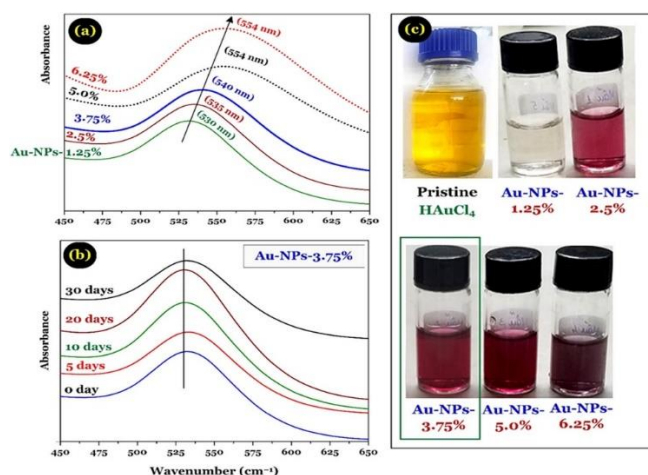 (a)
Absorbance
(554 nm)
(554 nm)
(540 nm)
(535 nm)
(530 nm)
6.25%
5.0%
3.75%
2.5%
Au-NPs-1.25%
450 475 500 525 550 575 600 625 650
(b)
Au-NPs-3.75%
Absorbance
30 days
20 days
10 days
5 days
0 day
450 475 500 525 550 575 600 625 650
Wavenumber (cm⁻¹)
(c)
Pristine
HAuCl₄
Au-NPs-
1.25%
Au-NPs-
2.5%
Au-NPs-
3.75%
Au-NPs-
5.0%
Au-NPs-
6.25%